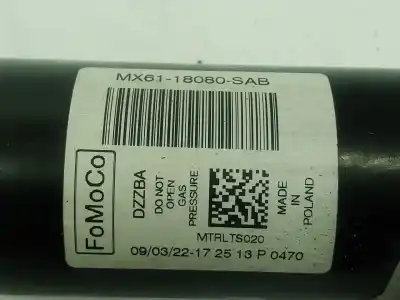 MX61-18080-SAB
FoMoCo
DZZBA
DO NOT
OPEN
GAS
PRESSURE
MTRLTS020
MADE
IN
POLAND
09/03/22-17 25 13 P 0470